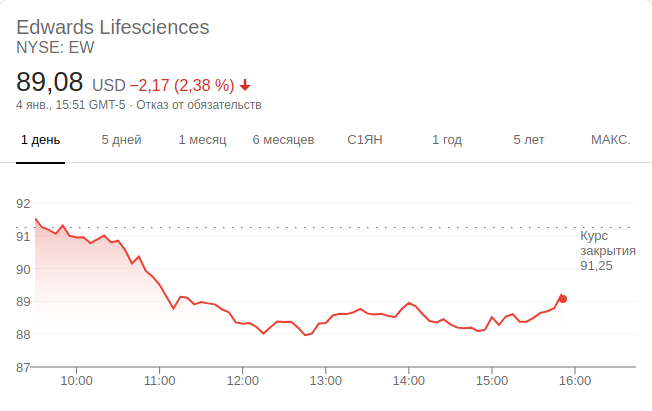 Edwards Lifesciences
NYSE: EW
89,08 USD −2,17 (2,38 %)
4 янв., 15:51 GMT-5 · Отказ от обязательств
1 день 5 дней 1 месяц 6 месяцев С1ЯН 1 год 5 лет МАКС.
92
91
90
89
88
87
Курс
закрытия
91,25
10:00 11:00 12:00 13:00 14:00 15:00 16:00